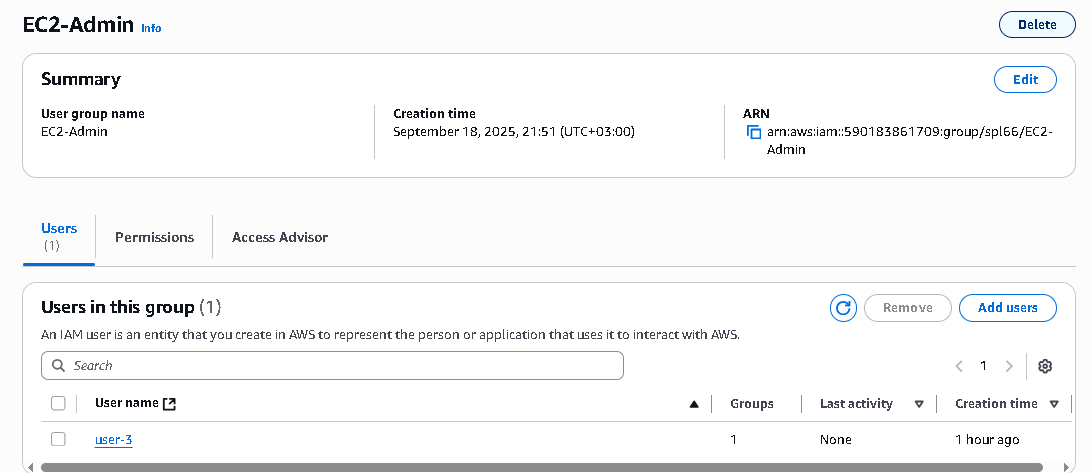 EC2-Admin Info
Delete
Summary
Edit
User group name
EC2-Admin
Creation time
September 18, 2025, 21:51 (UTC+03:00)
ARN
arn:aws:iam::590183861709:group/spl66/EC2-
Admin
Users
(1)
Permissions
Access Advisor
Users in this group (1)
Remove
Add users
An IAM user is an entity that you create in AWS to represent the person or application that uses it to interact with AWS.
Search
1
User name
Groups
Last activity
Creation time
user-3
1
None
1 hour ago